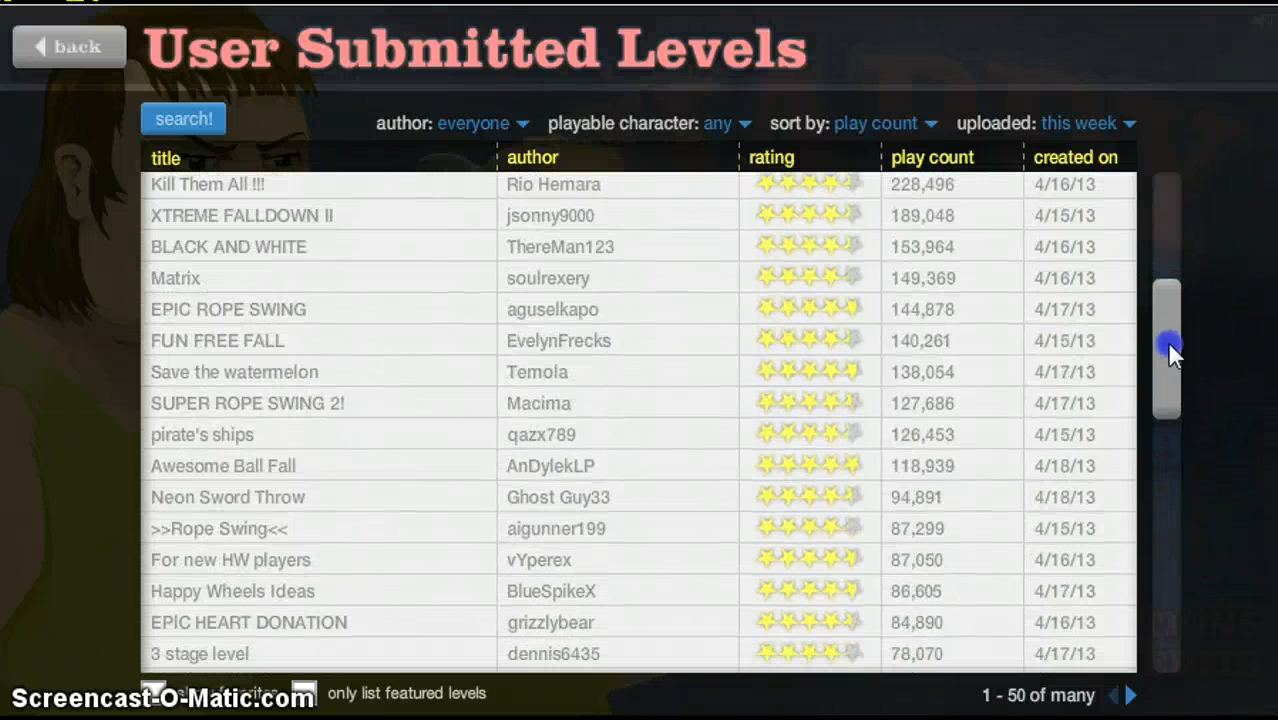 back
User Submitted Levels
search!
author: everyone playable character: any sort by: play count uploaded: this week
title author rating play count created on
Kill Them All !!! Rio Hemara 228,496 4/16/13
XTREME FALLDOWN II jsonny9000 189,048 4/15/13
BLACK AND WHITE ThereMan123 153,964 4/16/13
Matrix soulrexery 149,369 4/16/13
EPIC ROPE SWING aguselkapo 144,878 4/17/13
FUN FREE FALL EvelynFrecks 140,261 4/15/13
Save the watermelon Temola 138,054 4/17/13
SUPER ROPE SWING 2! Macima 127,686 4/17/13
pirate's ships qazx789 126,453 4/15/13
Awesome Ball Fall AnDylekLP 118,939 4/18/13
Neon Sword Throw Ghost Guy33 94,891 4/18/13
>>Rope Swing<< aigunner199 87,299 4/15/13
For new HW players vYperex 87,050 4/16/13
Happy Wheels Ideas BlueSpikeX 86,605 4/17/13
EPIC HEART DONATION grizzlybear 84,890 4/16/13
3 stage level dennis6435 78,070 4/17/13
only list featured levels 1 - 50 of many
Screencast-O-Matic.com